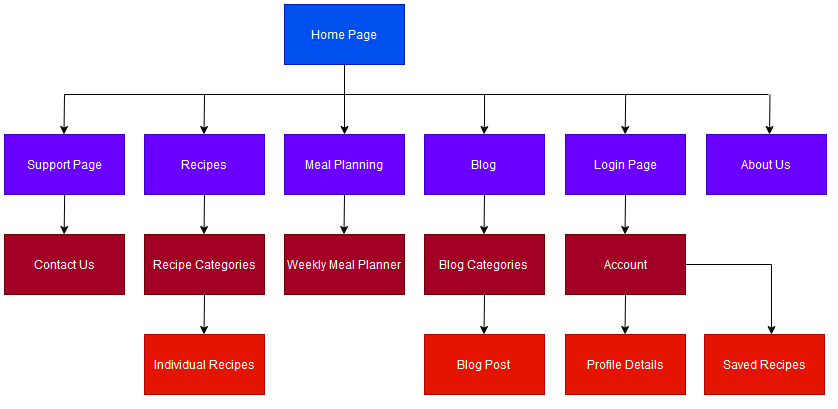 Home Page
Support Page
Recipes
Meal Planning
Blog
Login Page
About Us
Contact Us
Recipe Categories
Weekly Meal Planner
Blog Categories
Account
Individual Recipes
Blog Post
Profile Details
Saved Recipes